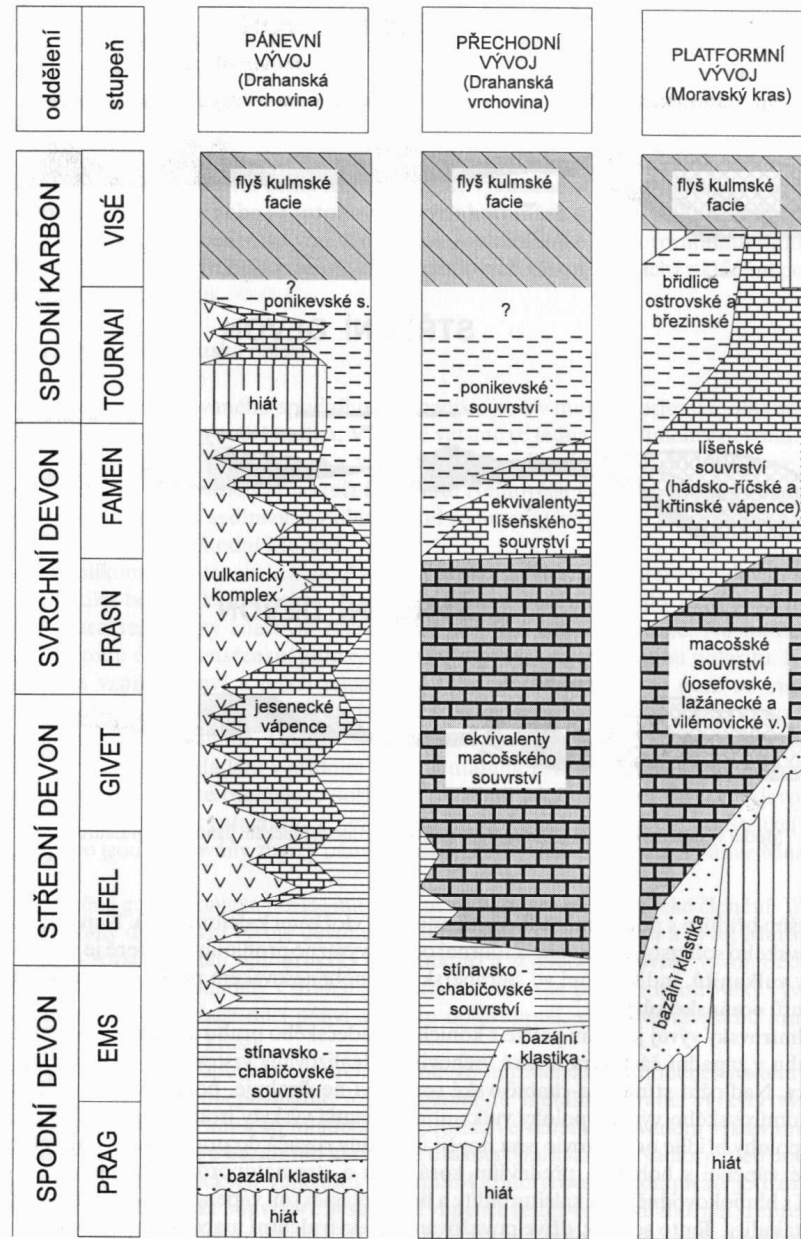 oddělení
stupeň
PÁNEVNÍ
VÝVOJ
(Drahanská
vrchovina)
PŘECHODNÍ
VÝVOJ
(Drahanská
vrchovina)
PLATFORMNÍ
VÝVOJ
(Moravský kras)
SPODNÍ KARBON
VISÉ
TOURNAI
SVRCHNÍ DEVON
FAMEN
FRASN
STŘEDNÍ DEVON
GIVET
EIFEL
SPODNÍ DEVON
EMS
PRAG
flyš kulmské
facie
?
ponikevské s.
hiát
vulkanický
komplex
jesenecké
vápence
stínavsko -
chabičovské
souvrství
bazální klastika
hiát
flyš kulmské
facie
?
ponikevské
souvrství
ekvivalenty
líšeňského
souvrství
ekvivalenty
macošského
souvrství
stínavsko -
chabičovské
souvrství
bazální
klastika
hiát
flyš kulmské
facie
břidlice
ostrovské a
březinské
líšeňské
souvrství
(hádsko-říčské a
křtinské vápence)
macošské
souvrství
(josefovské,
lažánecké a
vilémovické v.)
bazální klastika
hiát